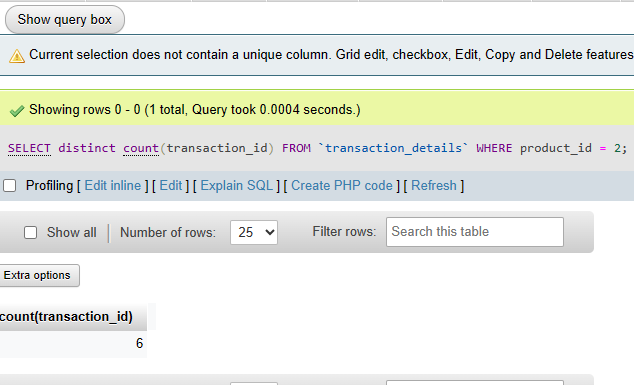 Show query box
Current selection does not contain a unique column. Grid edit, checkbox, Edit, Copy and Delete features
Showing rows 0 - 0 (1 total, Query took 0.0004 seconds.)
SELECT distinct count(transaction_id) FROM `transaction_details` WHERE product_id = 2;
Profiling [ Edit inline ] [ Edit ] [ Explain SQL ] [ Create PHP code ] [ Refresh ]
Show all Number of rows: 25 Filter rows: Search this table
Extra options
count(transaction_id)
6